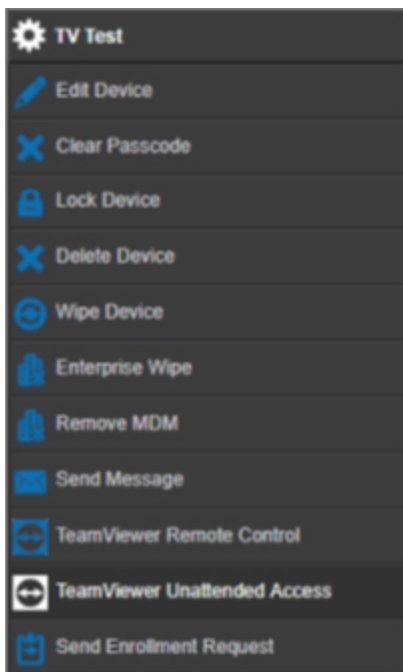 TV Test
Edit Device
Clear Passcode
Lock Device
Delete Device
Wipe Device
Enterprise Wipe
Remove MDM
Send Message
TeamViewer Remote Control
TeamViewer Unattended Access
Send Enrollment Request